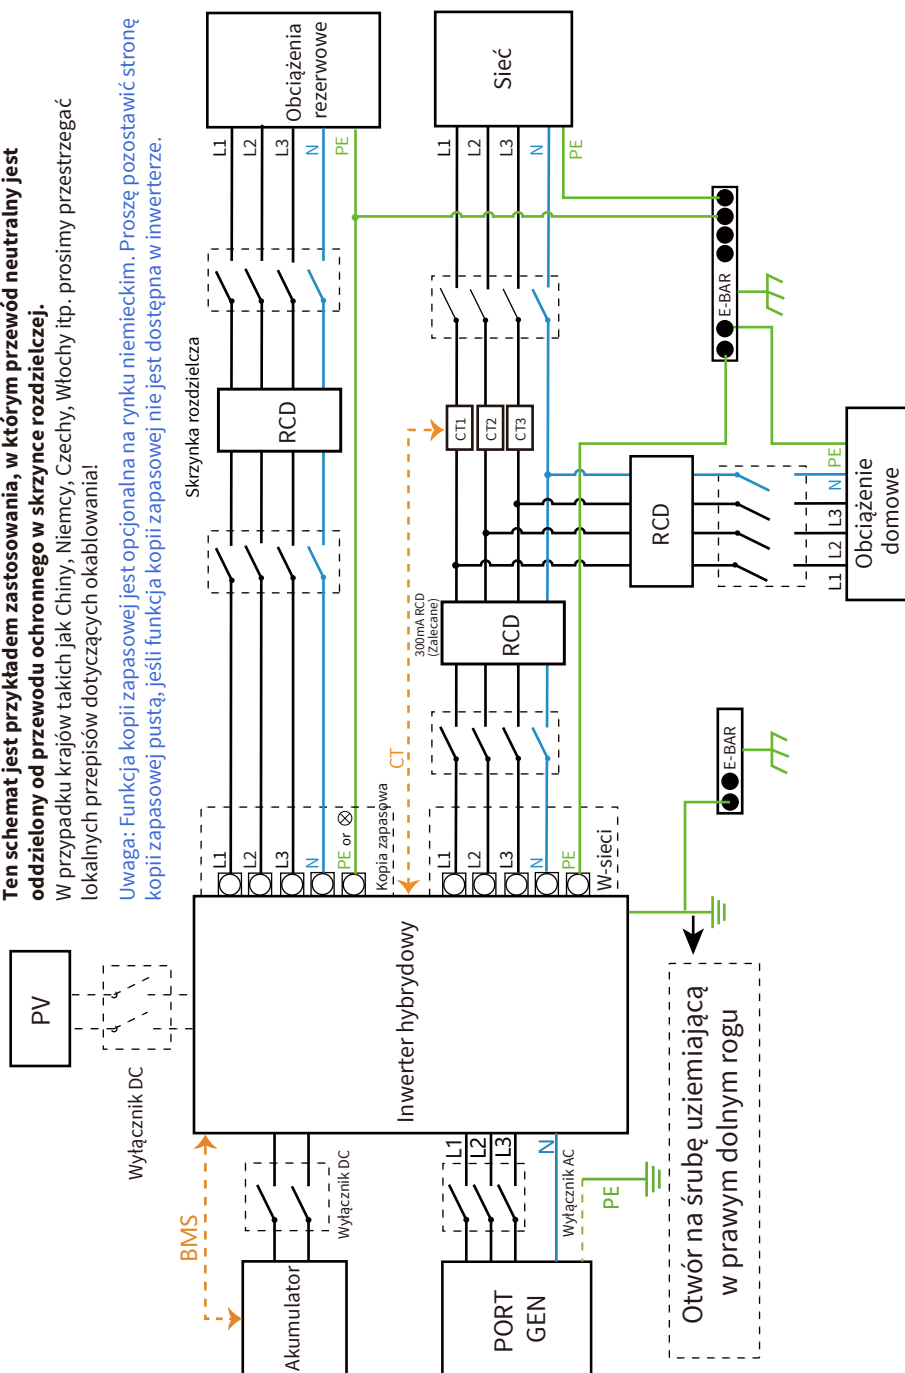 Ten schemat jest przykładem zastosowania, w którym przewód neutralny jest
oddzielony od przewodu ochronnego w skrzynce rozdzielczej.
W przypadku krajów takich jak Chiny, Niemcy, Czechy, Włochy itp. prosimy przestrzegać
lokalnych przepisów dotyczących okablowania!
Uwaga: Funkcja kopii zapasowej jest opcjonalna na rynku niemieckim. Proszę pozostawić stronę
kopii zapasowej pustą, jeśli funkcja kopii zapasowej nie jest dostępna w inwerterze.
PV
Wyłącznik DC
Skrzynka rozdzielcza
Obciążenia
rezerwowe
L1
L2
L3
N
PE
RCD
L1
L2
L3
N
PE or ⊗
Kopia zapasowa
BMS
Akumulator
Wyłącznik DC
Inwerter hybrydowy
CT
Sieć
L1
L2
L3
N
PE
CT1
CT2
CT3
300mA RCD
(Zalecane)
RCD
L1
L2
L3
N
PE
W-sieci
PORT
GEN
L1
L2
L3
N
Wyłącznik AC
PE
RCD
E-BAR
L1
L2
L3
N
PE
Obciążenie
domowe
E-BAR
Otwór na śrubę uziemiającą
w prawym dolnym rogu